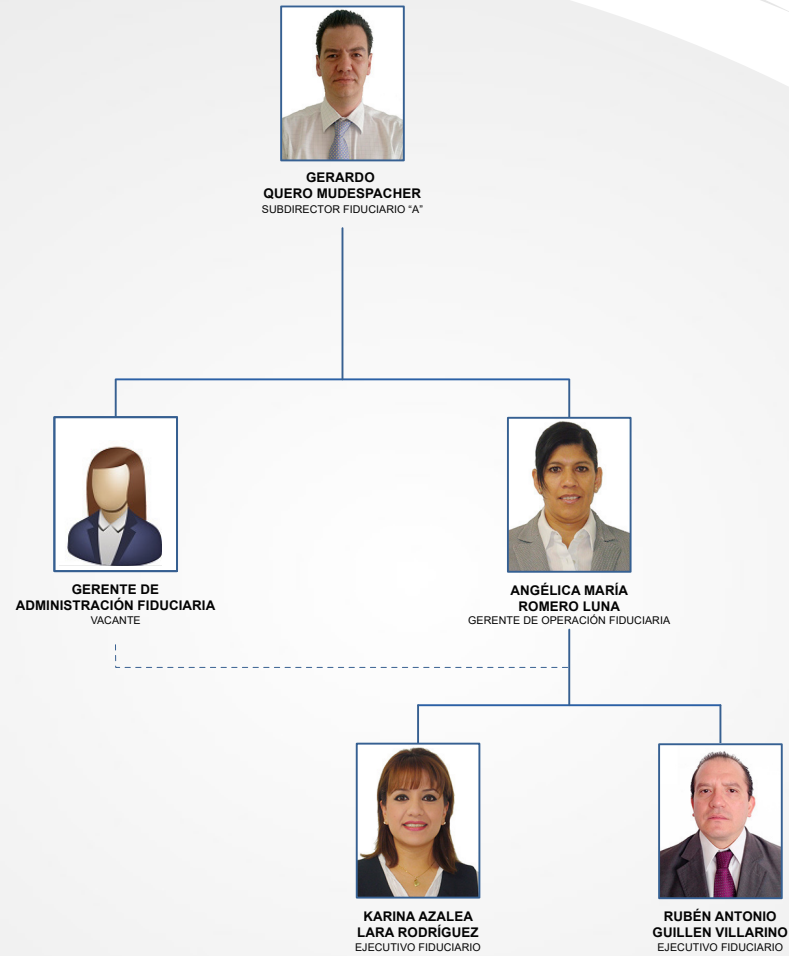 GERARDO
QUERO MUDESPACHER
SUBDIRECTOR FIDUCIARIO “A”
GERENTE DE
ADMINISTRACIÓN FIDUCIARIA
VACANTE
ANGÉLICA MARÍA
ROMERO LUNA
GERENTE DE OPERACIÓN FIDUCIARIA
KARINA AZALEA
LARA RODRÍGUEZ
EJECUTIVO FIDUCIARIO
RUBÉN ANTONIO
GUILLEN VILLARINO
EJECUTIVO FIDUCIARIO